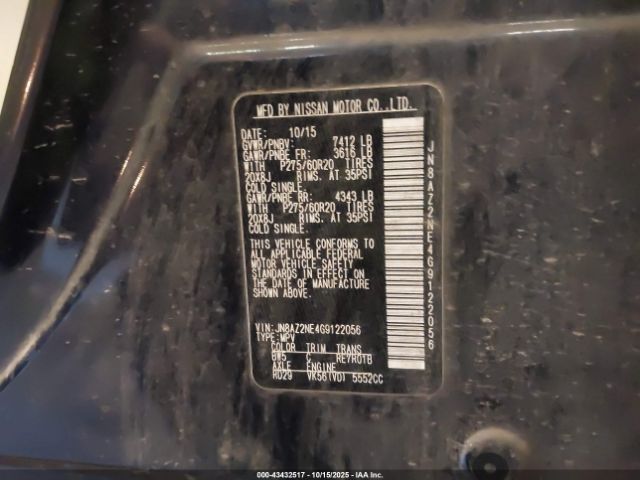 MFD BY NISSAN MOTOR CO.,LTD.
DATE: 10/15
GVWR/PNBV: 7412 LB
GAWR/PNBE FR: 3616 LB
WITH P275/60R20 TIRES
20X8J RIMS. AT 35PSI
COLD SINGLE.
GAWR/PNBE RR: 4343 LB
WITH P275/60R20 TIRES
20X8J RIMS. AT 35PSI
COLD SINGLE.
THIS VEHICLE CONFORMS TO
ALL APPLICABLE FEDERAL
MOTOR VEHICLE SAFETY
STANDARDS IN EFFECT ON
THE DATE OF MANUFACTURE
SHOWN ABOVE.
VIN:JN8AZ2NE4G9122056
TYPE:MPV
COLOR TRIM TRANS
BW5 C RE7R01B
AXLE ENGINE
RO29 VK56(VD) 5552CC
JN8AZ2NE4G9122056
000-43432517 - 10/15/2025 - IAA Inc.